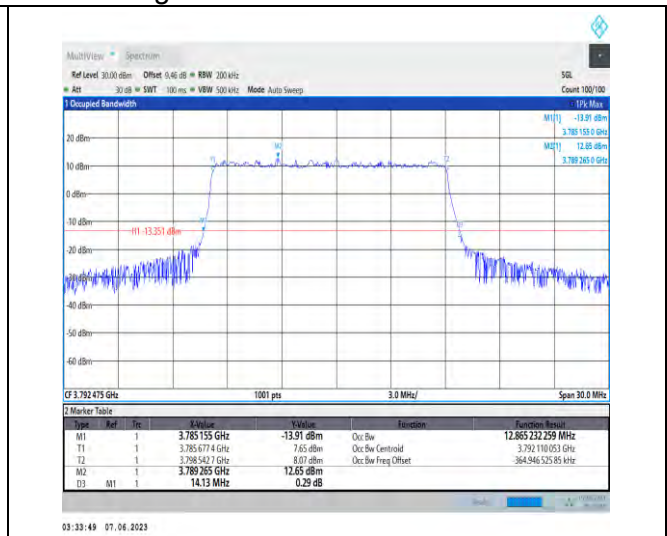 MultiView Spectrum
Ref Level 30.00 dBm Offset 9.46 dB RBW 200 kHz SGL
Att 30 dB SWT 100 ms VBW 500 kHz Mode Auto Sweep Count 100/100
1 Occupied Bandwidth 1Pk Max
M1[1] -13.91 dBm
3.785 155 0 GHz
M2[1] 12.65 dBm
3.789 265 0 GHz
20 dBm
M2
T1 T2
10 dBm
0 dBm
-10 dBm
H1 -13.351 dBm
-20 dBm
-30 dBm
-40 dBm
-50 dBm
-60 dBm
CF 3.792 475 GHz 1001 pts 3.0 MHz/ Span 30.0 MHz
2 Marker Table
Type Ref Trc X-Value Y-Value Function Function Result
M1 1 3.785 155 GHz -13.91 dBm Occ Bw 12.865 232 259 MHz
T1 1 3.785 677 4 GHz 7.65 dBm Occ Bw Centroid 3.792 110 053 GHz
T2 1 3.798 542 7 GHz 8.07 dBm Occ Bw Freq Offset -364.946 525 85 kHz
M2 1 3.789 265 GHz 12.65 dBm
D3 M1 1 14.13 MHz 0.29 dB
03:33:49 07.06.2023